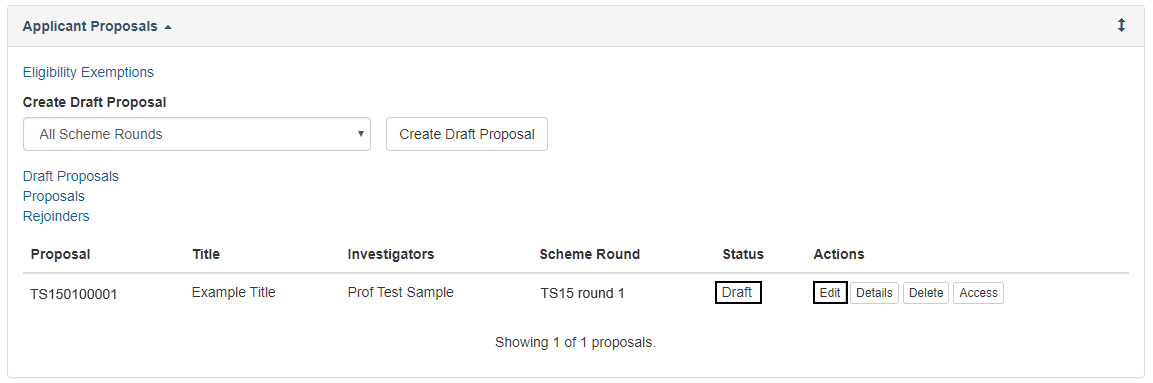 Applicant Proposals
Eligibility Exemptions
Create Draft Proposal
All Scheme Rounds Create Draft Proposal
Draft Proposals
Proposals
Rejoinders
Proposal Title Investigators Scheme Round Status Actions
TS150100001 Example Title Prof Test Sample TS15 round 1 Draft Edit Details Delete Access
Showing 1 of 1 proposals.